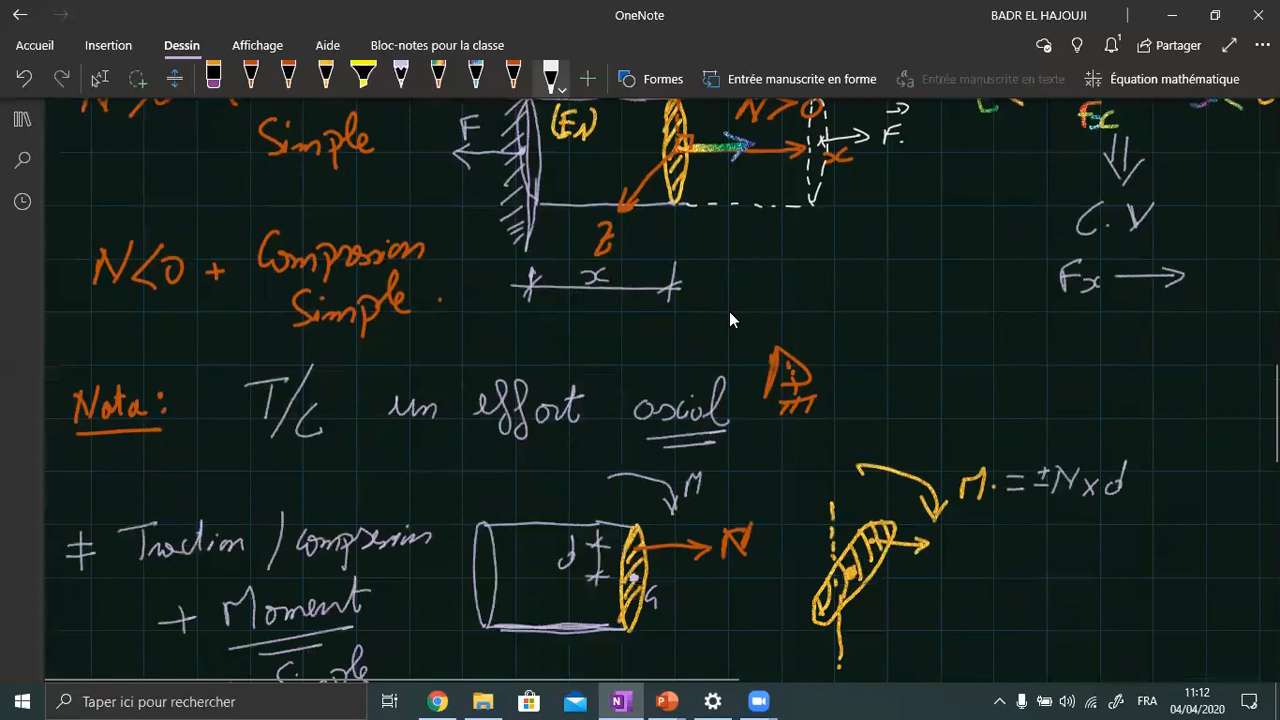 OneNote
BADR EL HAJOUJI
Accueil Insertion Dessin Affichage Aide Bloc-notes pour la classe
Partager
Formes
Entrée manuscrite en forme
Entrée manuscrite en texte
Équation mathématique
Simple
F
(EN)
N>0
F.
x
Z
x
C.V
Fx
N<0 + Compression
Simple.
Nota: T/C un effort axial
M
M. = ±N×d
≠ Traction / compression
+ Moment
d
N
G
Simple
Taper ici pour rechercher
FRA
11:12
04/04/2020